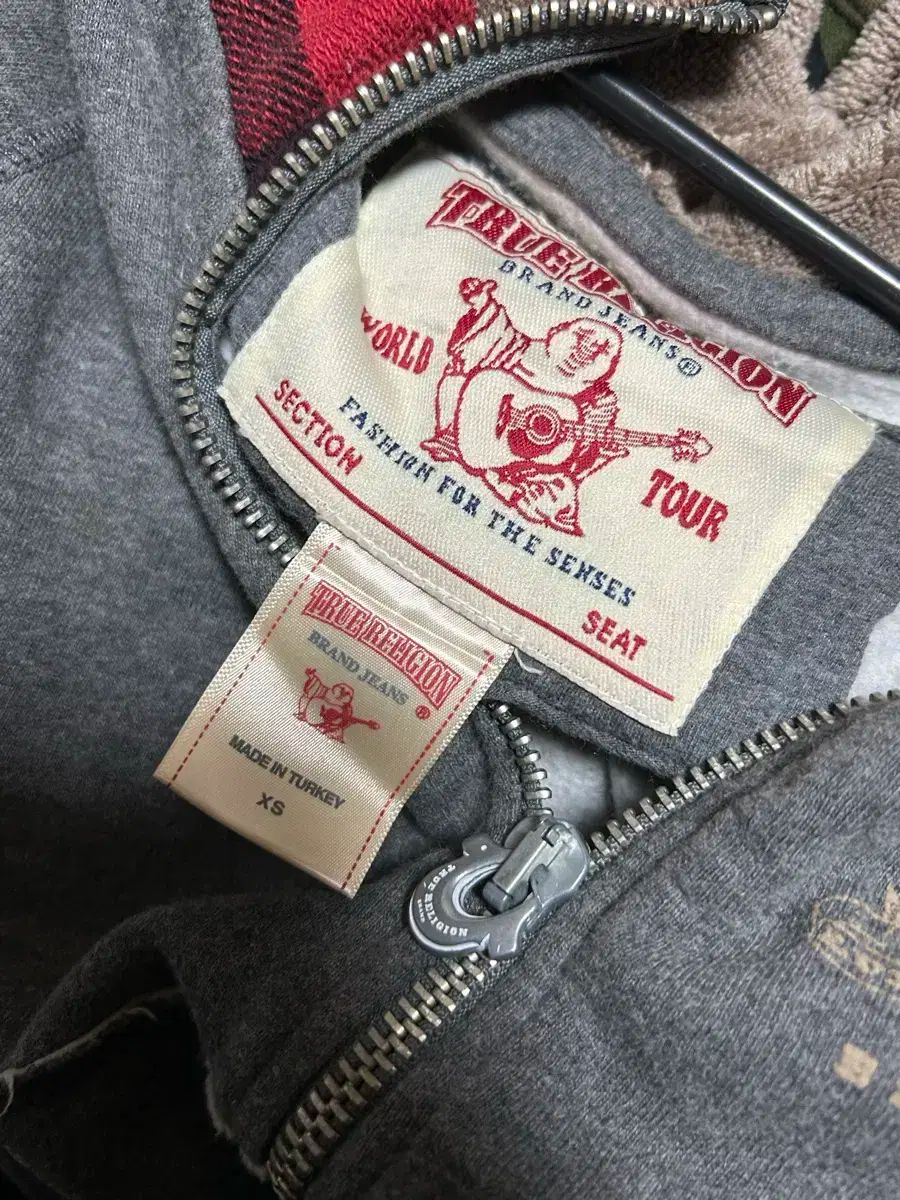 TRUE RELIGION
BRAND JEANS®
WORLD TOUR
FASHION FOR THE SENSES
SECTION SEAT
TRUE RELIGION
BRAND JEANS
®
MADE IN TURKEY
XS
TRUE RELIGION
BRAND